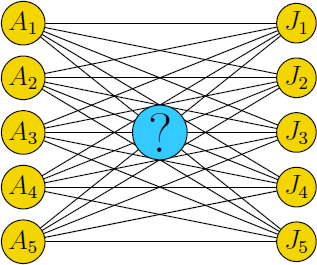 A₁ J₁
A₂ J₂
A₃ ? J₃
A₄ J₄
A₅ J₅